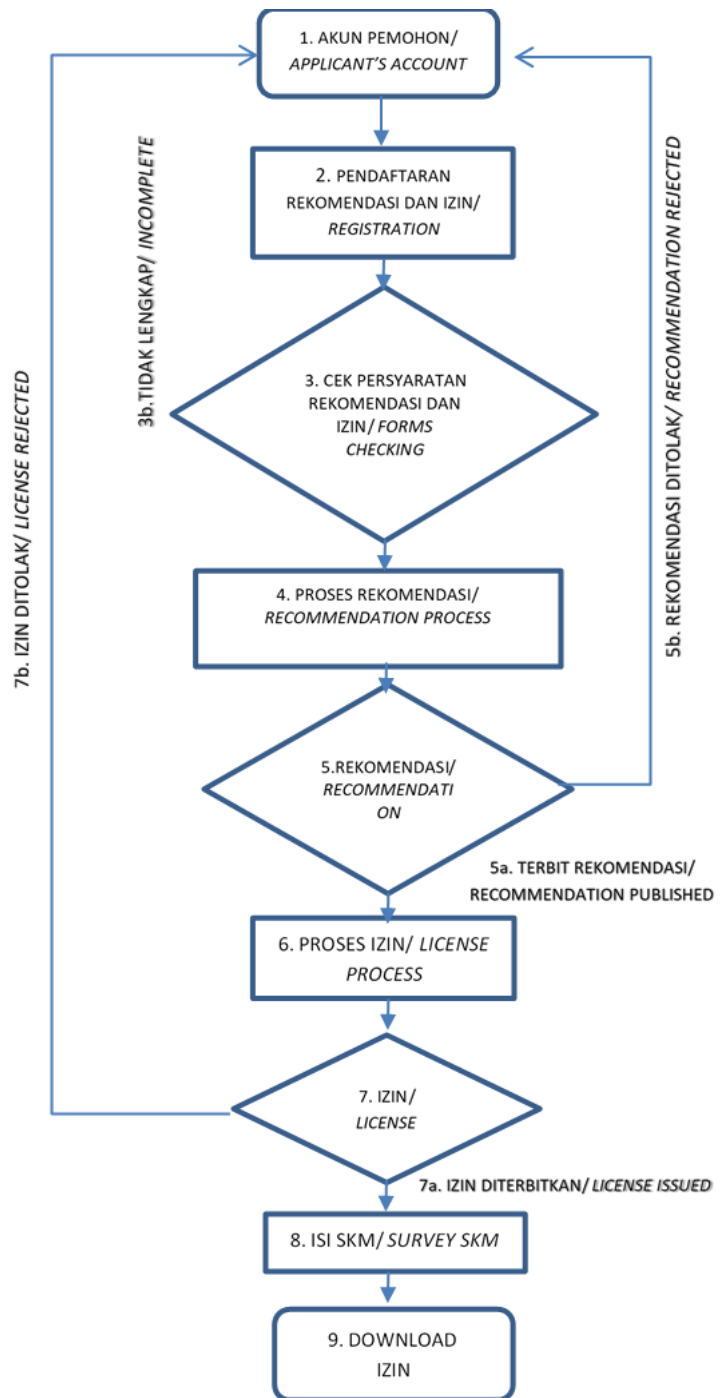 1. AKUN PEMOHON/
APPLICANT'S ACCOUNT
2. PENDAFTARAN
REKOMENDASI DAN IZIN/
REGISTRATION
3b.TIDAK LENGKAP/ INCOMPLETE
3. CEK PERSYARATAN
REKOMENDASI DAN
IZIN/ FORMS
CHECKING
7b. IZIN DITOLAK/ LICENSE REJECTED
5b. REKOMENDASI DITOLAK/ RECOMMENDATION REJECTED
4. PROSES REKOMENDASI/
RECOMMENDATION PROCESS
5.REKOMENDASI/
RECOMMENDATI
ON
5a. TERBIT REKOMENDASI/
RECOMMENDATION PUBLISHED
6. PROSES IZIN/ LICENSE
PROCESS
7. IZIN/
LICENSE
7a. IZIN DITERBITKAN/ LICENSE ISSUED
8. ISI SKM/ SURVEY SKM
9. DOWNLOAD
IZIN